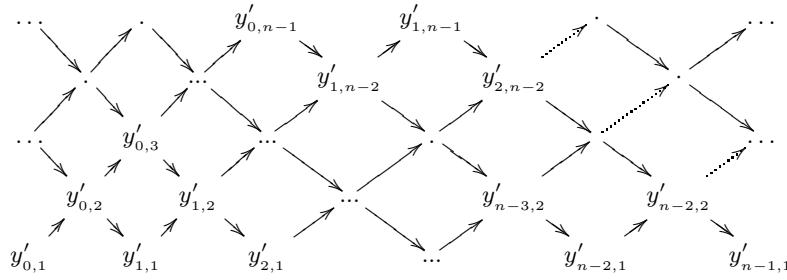 ... · y′_{0,n−1} y′_{1,n−1} · ...
· ... y′_{1,n−2} y′_{2,n−2} ·
... y′_{0,3} ... · ...
y′_{0,2} y′_{1,2} ... y′_{n−3,2} y′_{n−2,2}
y′_{0,1} y′_{1,1} y′_{2,1} ... y′_{n−2,1} y′_{n−1,1}